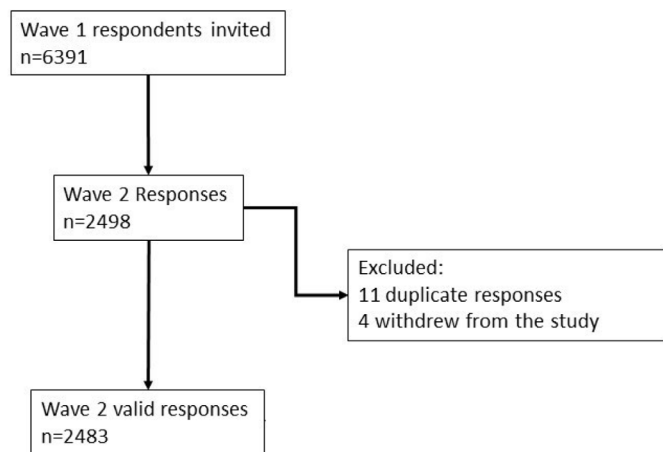 Wave 1 respondents invited
n=6391
Wave 2 Responses
n=2498
Excluded:
11 duplicate responses
4 withdrew from the study
Wave 2 valid responses
n=2483